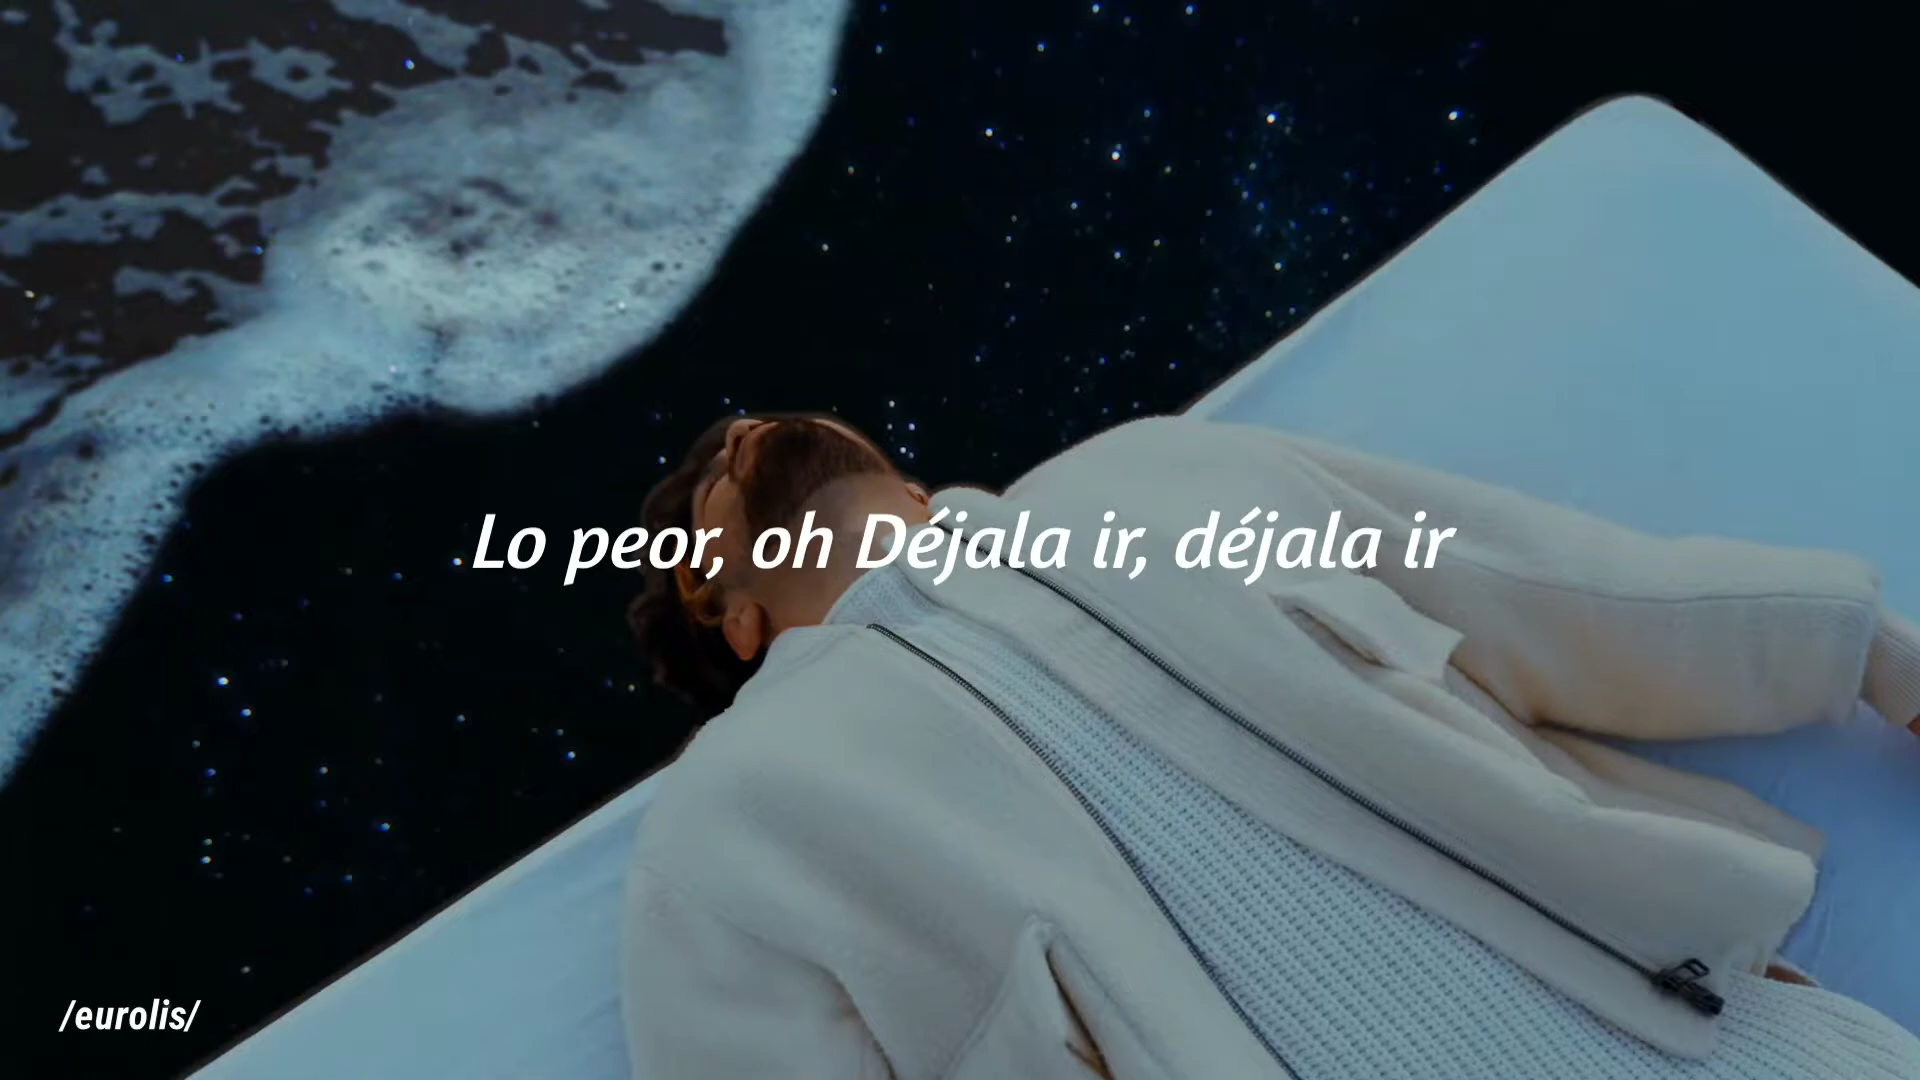 Lo peor, oh Déjala ir, déjala ir
/eurolis/